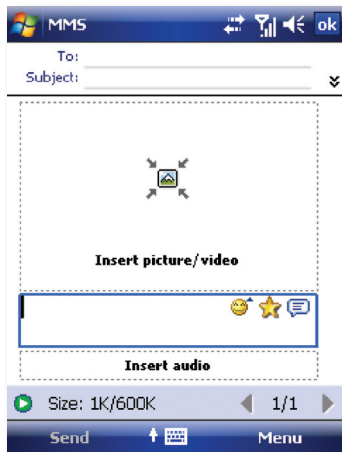 MMS ok
To:
Subject:
Insert picture/video
Insert audio
Size: 1K/600K 1/1
Send Menu